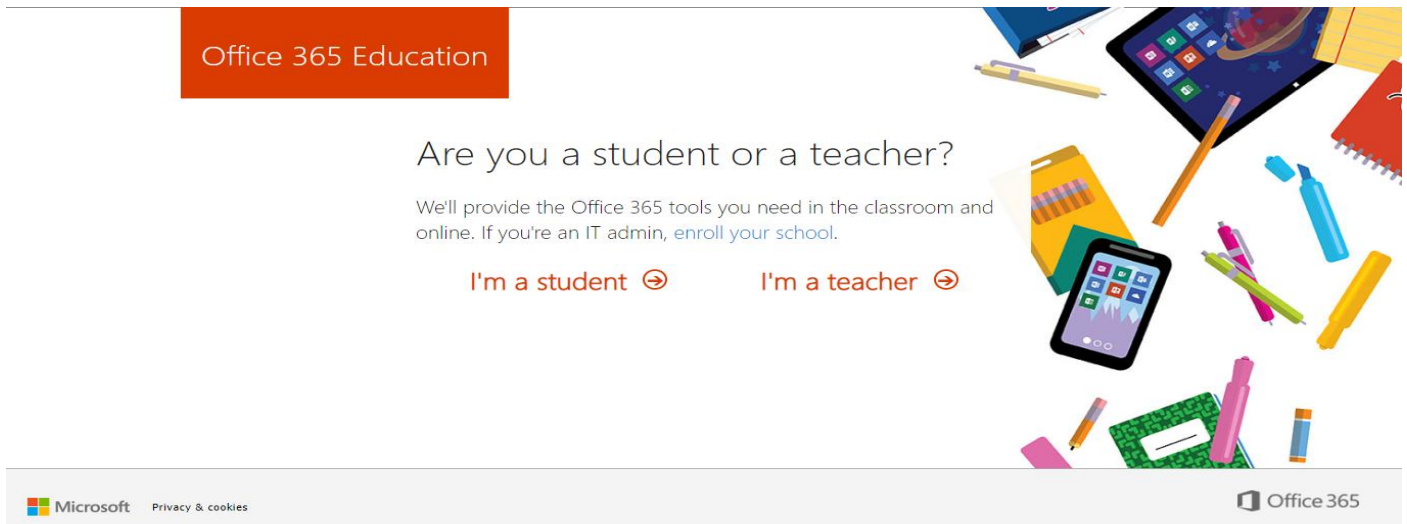 Office 365 Education
Are you a student or a teacher?
We'll provide the Office 365 tools you need in the classroom and
online. If you're an IT admin, enroll your school.
I'm a student
I'm a teacher
Microsoft
Privacy & cookies
Office 365